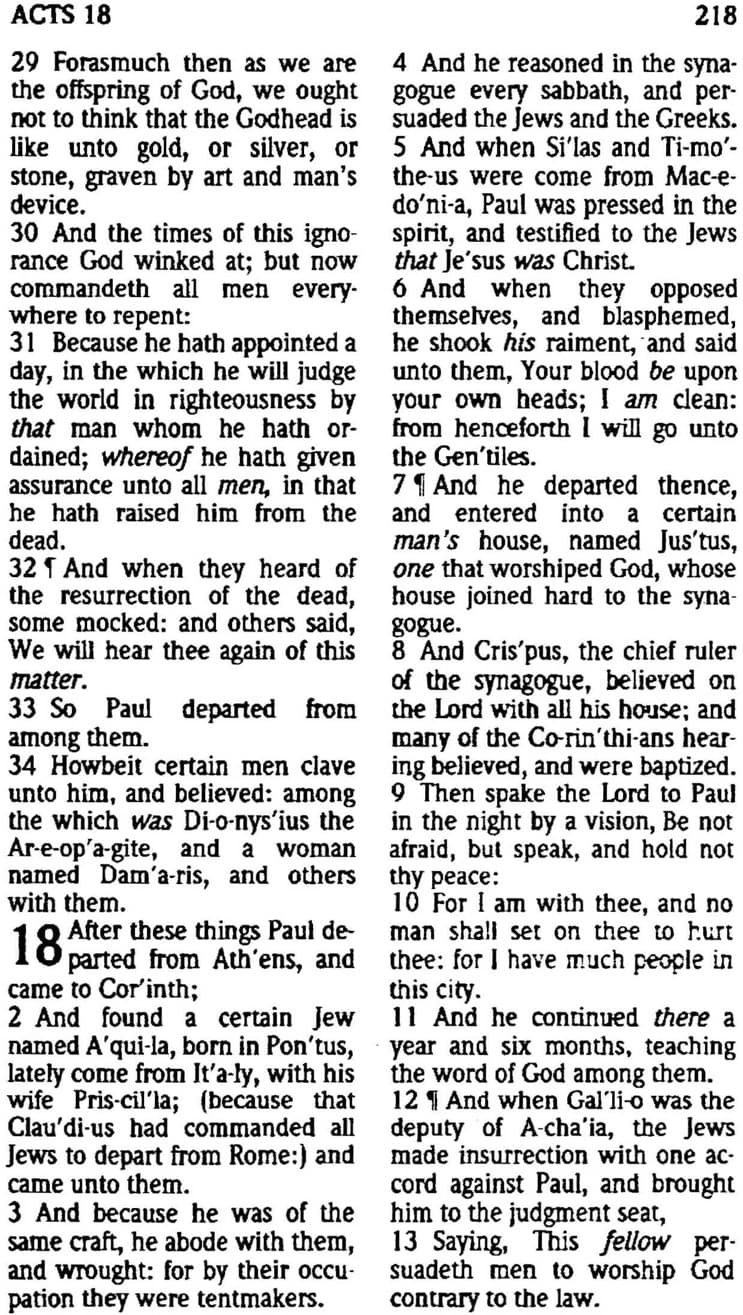 ACTS 18
218
29 Forasmuch then as we are
the offspring of God, we ought
not to think that the Godhead is
like unto gold, or silver, or
stone, graven by art and man's
device.
30 And the times of this igno-
rance God winked at; but now
commandeth all men every-
where to repent:
31 Because he hath appointed a
day, in the which he will judge
the world in righteousness by
that man whom he hath or-
dained; whereof he hath given
assurance unto all men, in that
he hath raised him from the
dead.
32 ¶ And when they heard of
the resurrection of the dead,
some mocked: and others said,
We will hear thee again of this
matter.
33 So Paul departed from
among them.
34 Howbeit certain men clave
unto him, and believed: among
the which was Di-o-nys'ius the
Ar-e-op'a-gite, and a woman
named Dam'a-ris, and others
with them.
18 After these things Paul de-
parted from Ath'ens, and
came to Cor'inth;
2 And found a certain Jew
named A'qui-la, born in Pon'tus,
lately come from It'a-ly, with his
wife Pris-cil'la; (because that
Clau'di-us had commanded all
Jews to depart from Rome:) and
came unto them.
3 And because he was of the
same craft, he abode with them,
and wrought: for by their occu-
pation they were tentmakers.
4 And he reasoned in the syna-
gogue every sabbath, and per-
suaded the Jews and the Greeks.
5 And when Si'las and Ti-mo'-
the-us were come from Mac-e-
do'ni-a, Paul was pressed in the
spirit, and testified to the Jews
that Je'sus was Christ.
6 And when they opposed
themselves, and blasphemed,
he shook his raiment, and said
unto them, Your blood be upon
your own heads; I am clean:
from henceforth I will go unto
the Gen'tiles.
7 ¶ And he departed thence,
and entered into a certain
man's house, named Jus'tus,
one that worshiped God, whose
house joined hard to the syna-
gogue.
8 And Cris'pus, the chief ruler
of the synagogue, believed on
the Lord with all his house; and
many of the Co-rin'thi-ans hear-
ing believed, and were baptized.
9 Then spake the Lord to Paul
in the night by a vision, Be not
afraid, but speak, and hold not
thy peace:
10 For I am with thee, and no
man shall set on thee to hurt
thee: for I have much people in
this city.
11 And he continued there a
year and six months, teaching
the word of God among them.
12 ¶ And when Gal'li-o was the
deputy of A-cha'ia, the Jews
made insurrection with one ac-
cord against Paul, and brought
him to the judgment seat,
13 Saying, This fellow per-
suadeth men to worship God
contrary to the law.